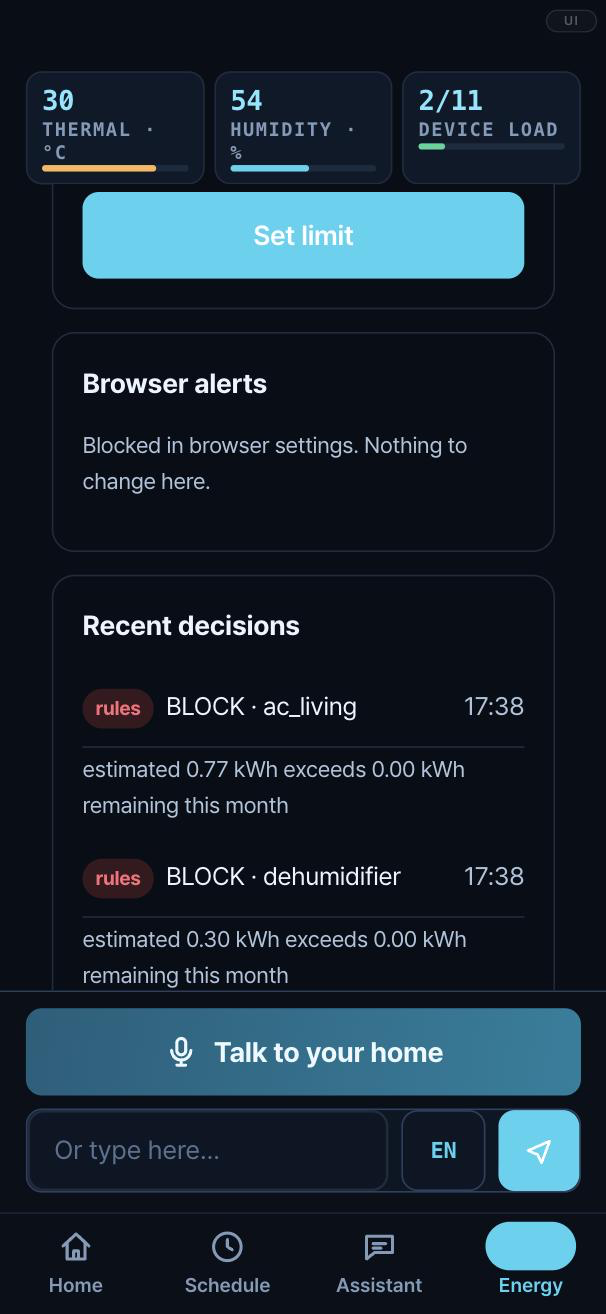 UI
30
THERMAL ·
°C
54
HUMIDITY ·
%
2/11
DEVICE LOAD
Set limit
Browser alerts
Blocked in browser settings. Nothing to
change here.
Recent decisions
rules BLOCK · ac_living 17:38
estimated 0.77 kWh exceeds 0.00 kWh
remaining this month
rules BLOCK · dehumidifier 17:38
estimated 0.30 kWh exceeds 0.00 kWh
remaining this month
Talk to your home
Or type here...
EN
Home
Schedule
Assistant
Energy